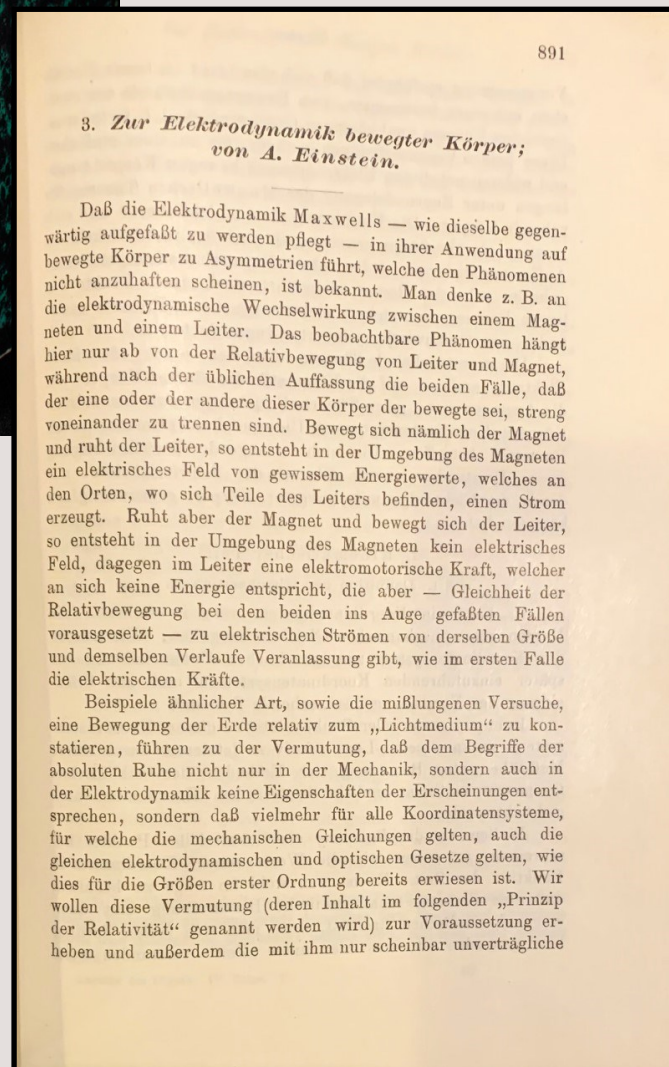 891
3. Zur Elektrodynamik bewegter Körper;
von A. Einstein.
Daß die Elektrodynamik Maxwells — wie dieselbe gegen-
wärtig aufgefaßt zu werden pflegt — in ihrer Anwendung auf
bewegte Körper zu Asymmetrien führt, welche den Phänomenen
nicht anzuhaften scheinen, ist bekannt. Man denke z. B. an
die elektrodynamische Wechselwirkung zwischen einem Mag-
neten und einem Leiter. Das beobachtbare Phänomen hängt
hier nur ab von der Relativbewegung von Leiter und Magnet,
während nach der üblichen Auffassung die beiden Fälle, daß
der eine oder der andere dieser Körper der bewegte sei, streng
voneinander zu trennen sind. Bewegt sich nämlich der Magnet
und ruht der Leiter, so entsteht in der Umgebung des Magneten
ein elektrisches Feld von gewissem Energiewerte, welches an
den Orten, wo sich Teile des Leiters befinden, einen Strom
erzeugt. Ruht aber der Magnet und bewegt sich der Leiter,
so entsteht in der Umgebung des Magneten kein elektrisches
Feld, dagegen im Leiter eine elektromotorische Kraft, welcher
an sich keine Energie entspricht, die aber — Gleichheit der
Relativbewegung bei den beiden ins Auge gefaßten Fällen
vorausgesetzt — zu elektrischen Strömen von derselben Größe
und demselben Verlaufe Veranlassung gibt, wie im ersten Falle
die elektrischen Kräfte.
Beispiele ähnlicher Art, sowie die mißlungenen Versuche,
eine Bewegung der Erde relativ zum „Lichtmedium“ zu kon-
statieren, führen zu der Vermutung, daß dem Begriffe der
absoluten Ruhe nicht nur in der Mechanik, sondern auch in
der Elektrodynamik keine Eigenschaften der Erscheinungen ent-
sprechen, sondern daß vielmehr für alle Koordinatensysteme,
für welche die mechanischen Gleichungen gelten, auch die
gleichen elektrodynamischen und optischen Gesetze gelten, wie
dies für die Größen erster Ordnung bereits erwiesen ist. Wir
wollen diese Vermutung (deren Inhalt im folgenden „Prinzip
der Relativität“ genannt werden wird) zur Voraussetzung er-
heben und außerdem die mit ihm nur scheinbar unverträgliche